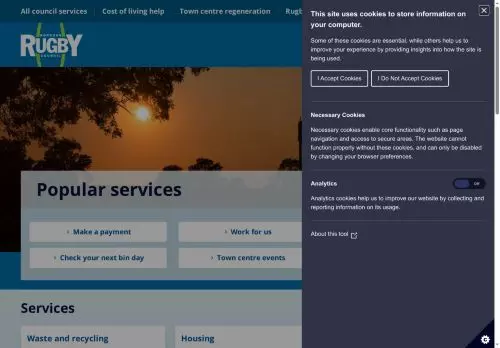 All council services
Cost of living help
Town centre regeneration
Rugb
BOROUGH
RUGBY
COUNCIL
Popular services
Make a payment
Work for us
Check your next bin day
Town centre events
Services
Waste and recycling
Housing
This site uses cookies to store information on
your computer.
Some of these cookies are essential, while others help us to
improve your experience by providing insights into how the site is
being used.
I Accept Cookies
I Do Not Accept Cookies
Necessary Cookies
Necessary cookies enable core functionality such as page
navigation and access to secure areas. The website cannot
function properly without these cookies, and can only be disabled
by changing your browser preferences.
Analytics
Off
Analytics cookies help us to improve our website by collecting and
reporting information on its usage.
About this tool